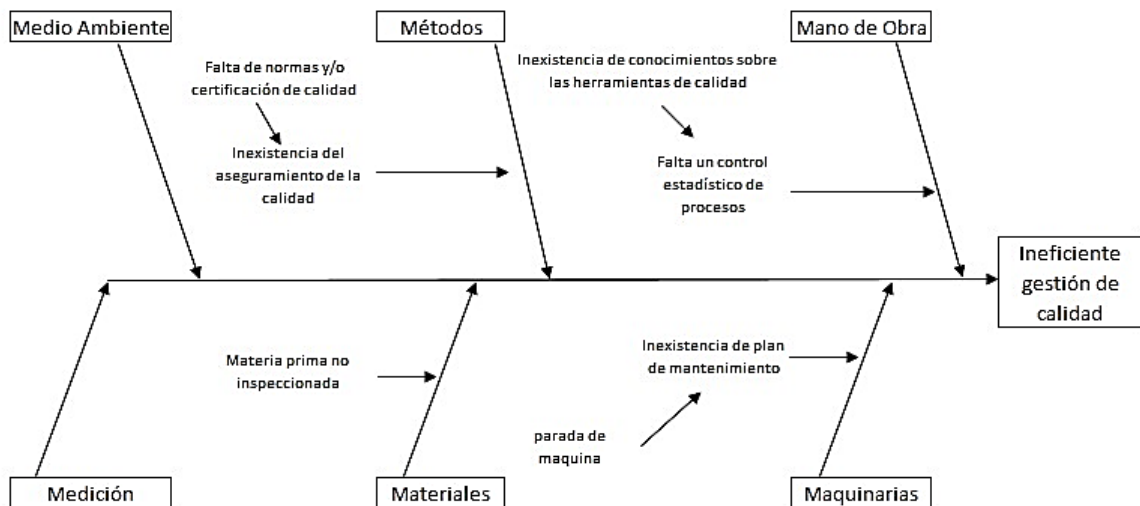 Medio Ambiente
Métodos
Mano de Obra
Falta de normas y/o
certificación de calidad
Inexistencia de conocimientos sobre
las herramientas de calidad
Inexistencia del
aseguramiento de la
calidad
Falta un control
estadístico de
procesos
Ineficiente
gestión de
calidad
Materia prima no
inspeccionada
Inexistencia de plan
de mantenimiento
parada de
maquina
Medición
Materiales
Maquinarias